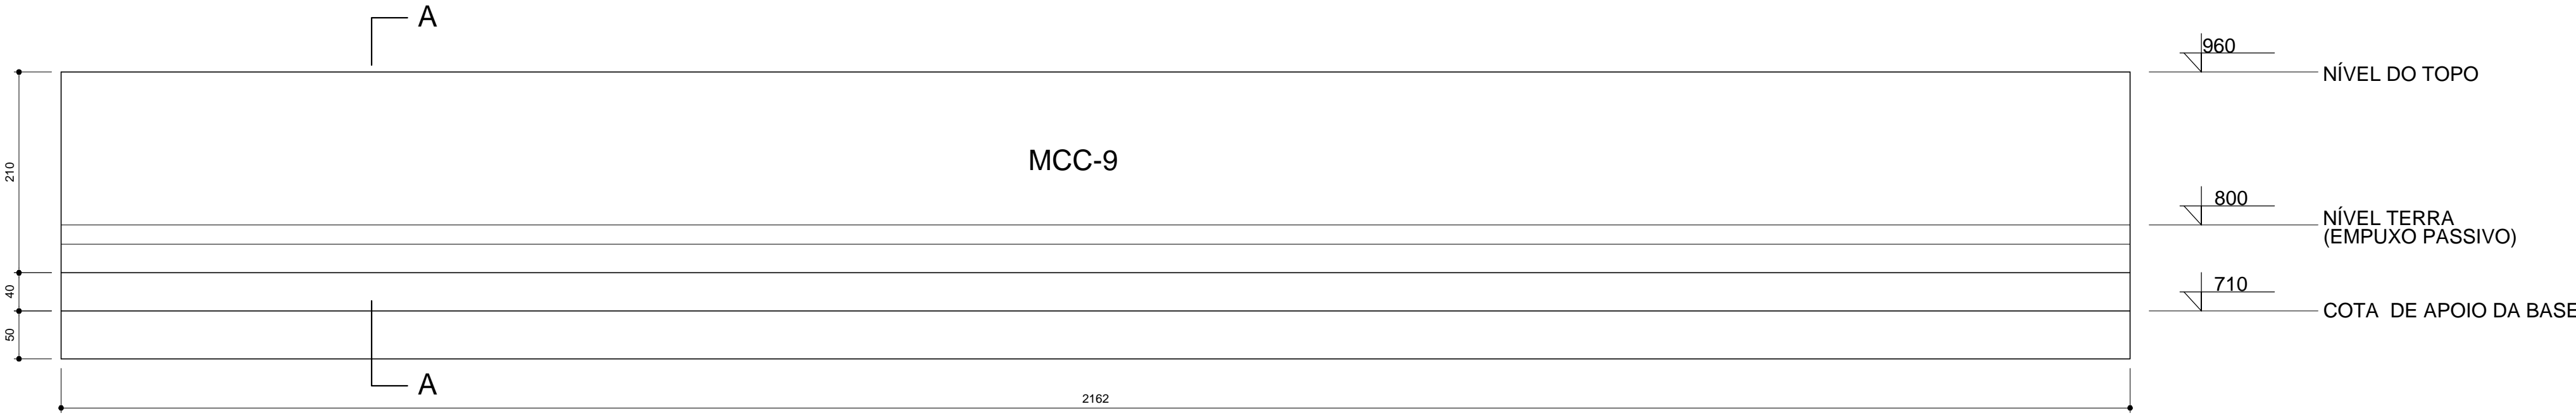 A
960
NÍVEL DO TOPO
210
MCC-9
800
NÍVEL TERRA
(EMPUXO PASSIVO)
40
710
COTA DE APOIO DA BASE
50
A
2162